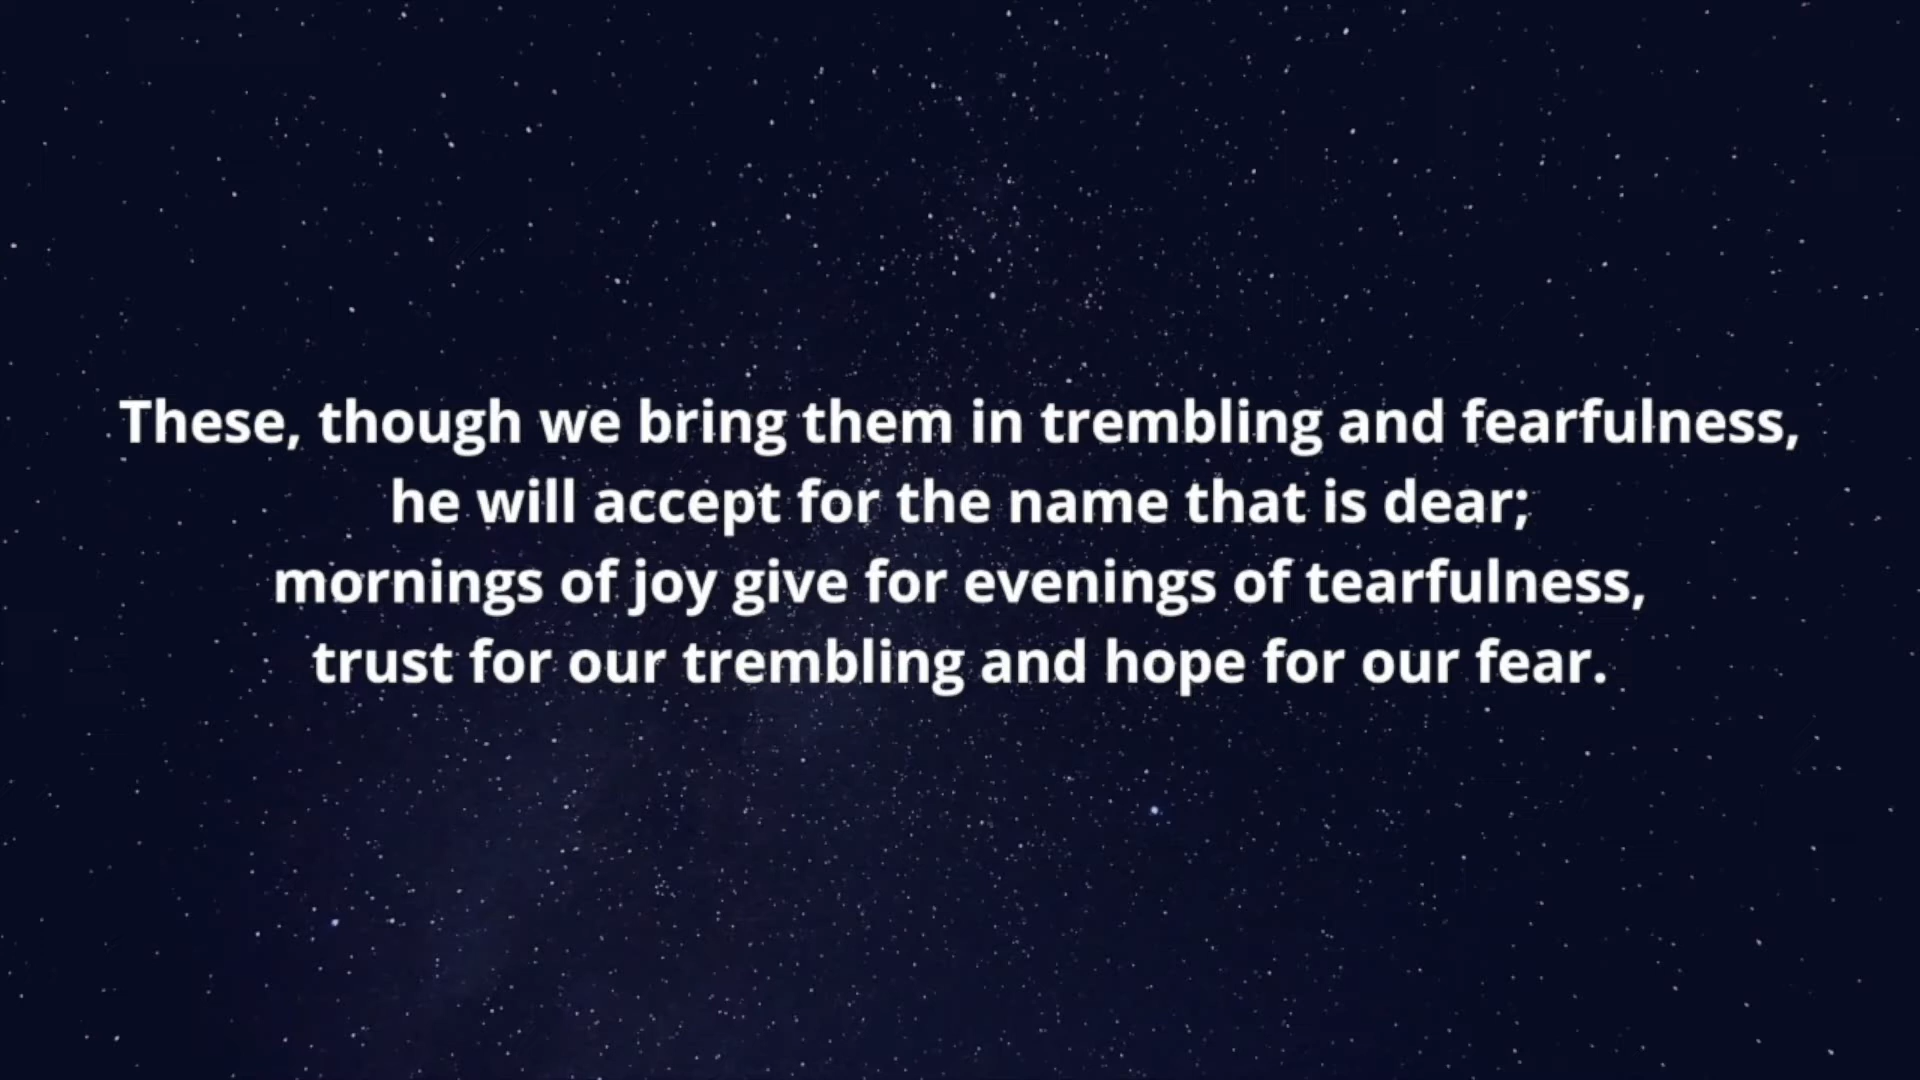 These, though we bring them in trembling and fearfulness,
he will accept for the name that is dear;
mornings of joy give for evenings of tearfulness,
trust for our trembling and hope for our fear.